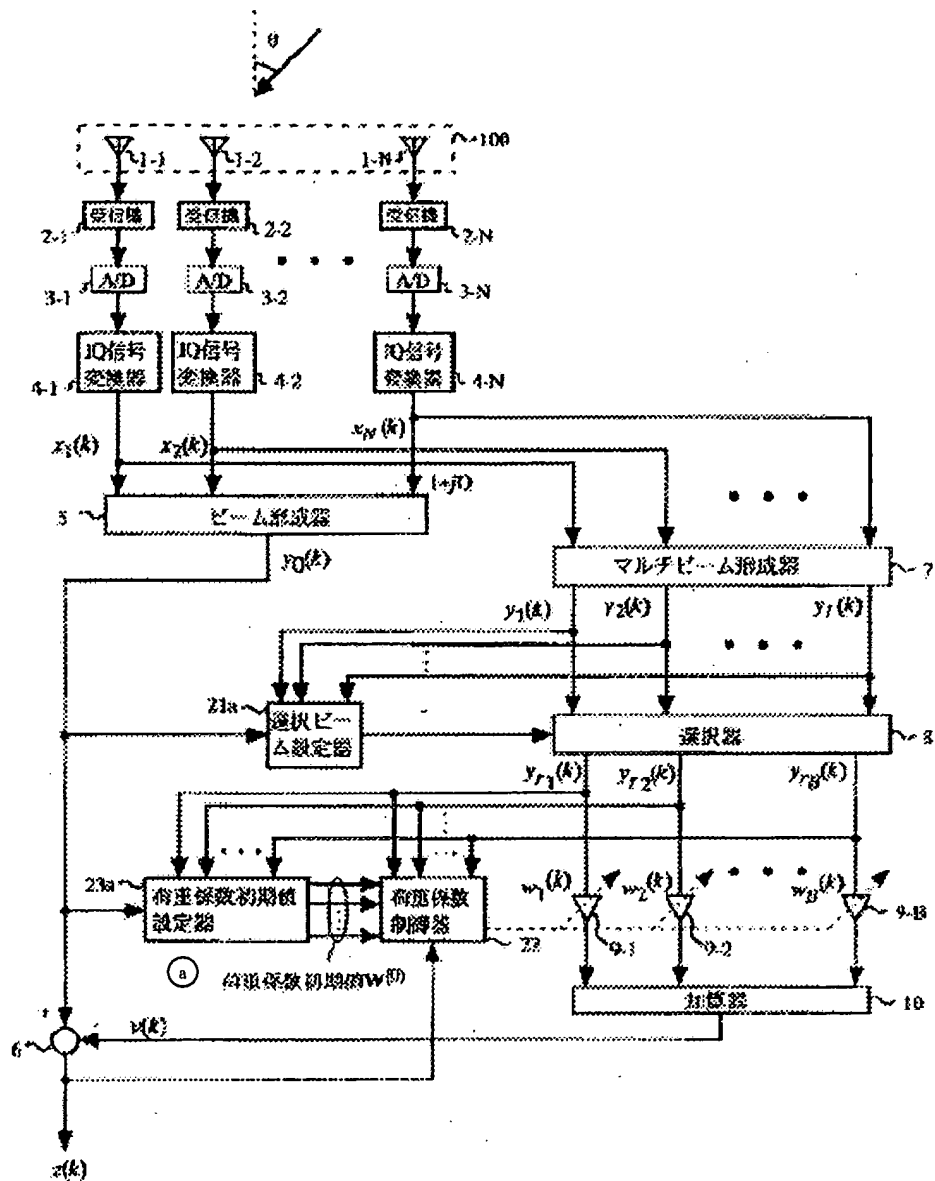 θ
100
1-1
1-2
1-N
受信機
受信機
受信機
2-1
2-2
2-N
A/D
A/D
A/D
3-1
3-2
3-N
IQ信号
変換器
IQ信号
変換器
IQ信号
変換器
4-1
4-2
4-N
x1(k)
x2(k)
xN(k)
I+jQ
5
ビーム形成器
y0(k)
マルチビーム形成器
7
y1(k)
y2(k)
21a
選択ビー
ム設定器
選択器
8
yr1(k)
yr2(k)
yrB(k)
23a
荷重係数初期値
設定器
荷重係数
制御器
22
w1(k)
w2(k)
wB(k)
9-1
9-2
9-B
a
荷重係数初期値W(0)
加算器
10
6
z(k)